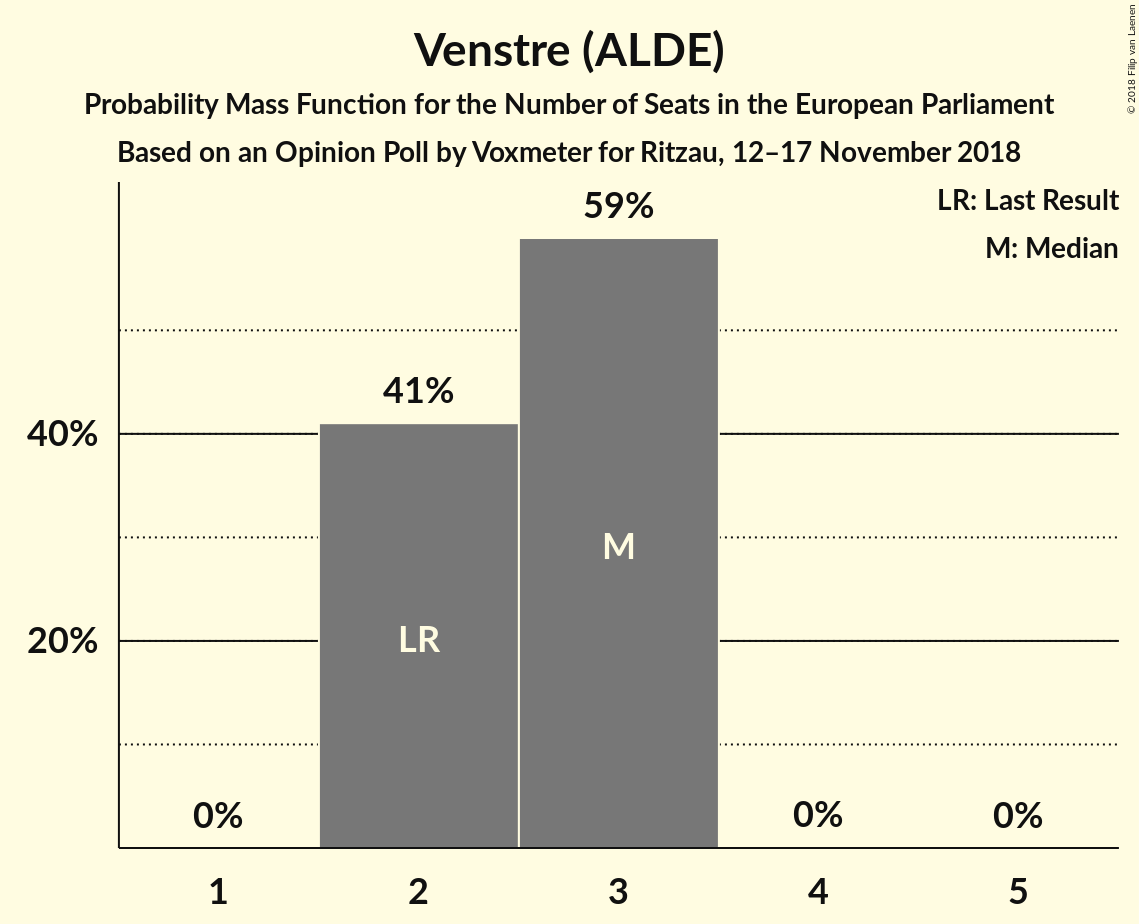 Venstre (ALDE)
Probability Mass Function for the Number of Seats in the European Parliament
Based on an Opinion Poll by Voxmeter for Ritzau, 12–17 November 2018
© 2018 Filip van Laenen
LR: Last Result
M: Median
59%
41%
40%
M
LR
20%
0%
0%
0%
1
2
3
4
5